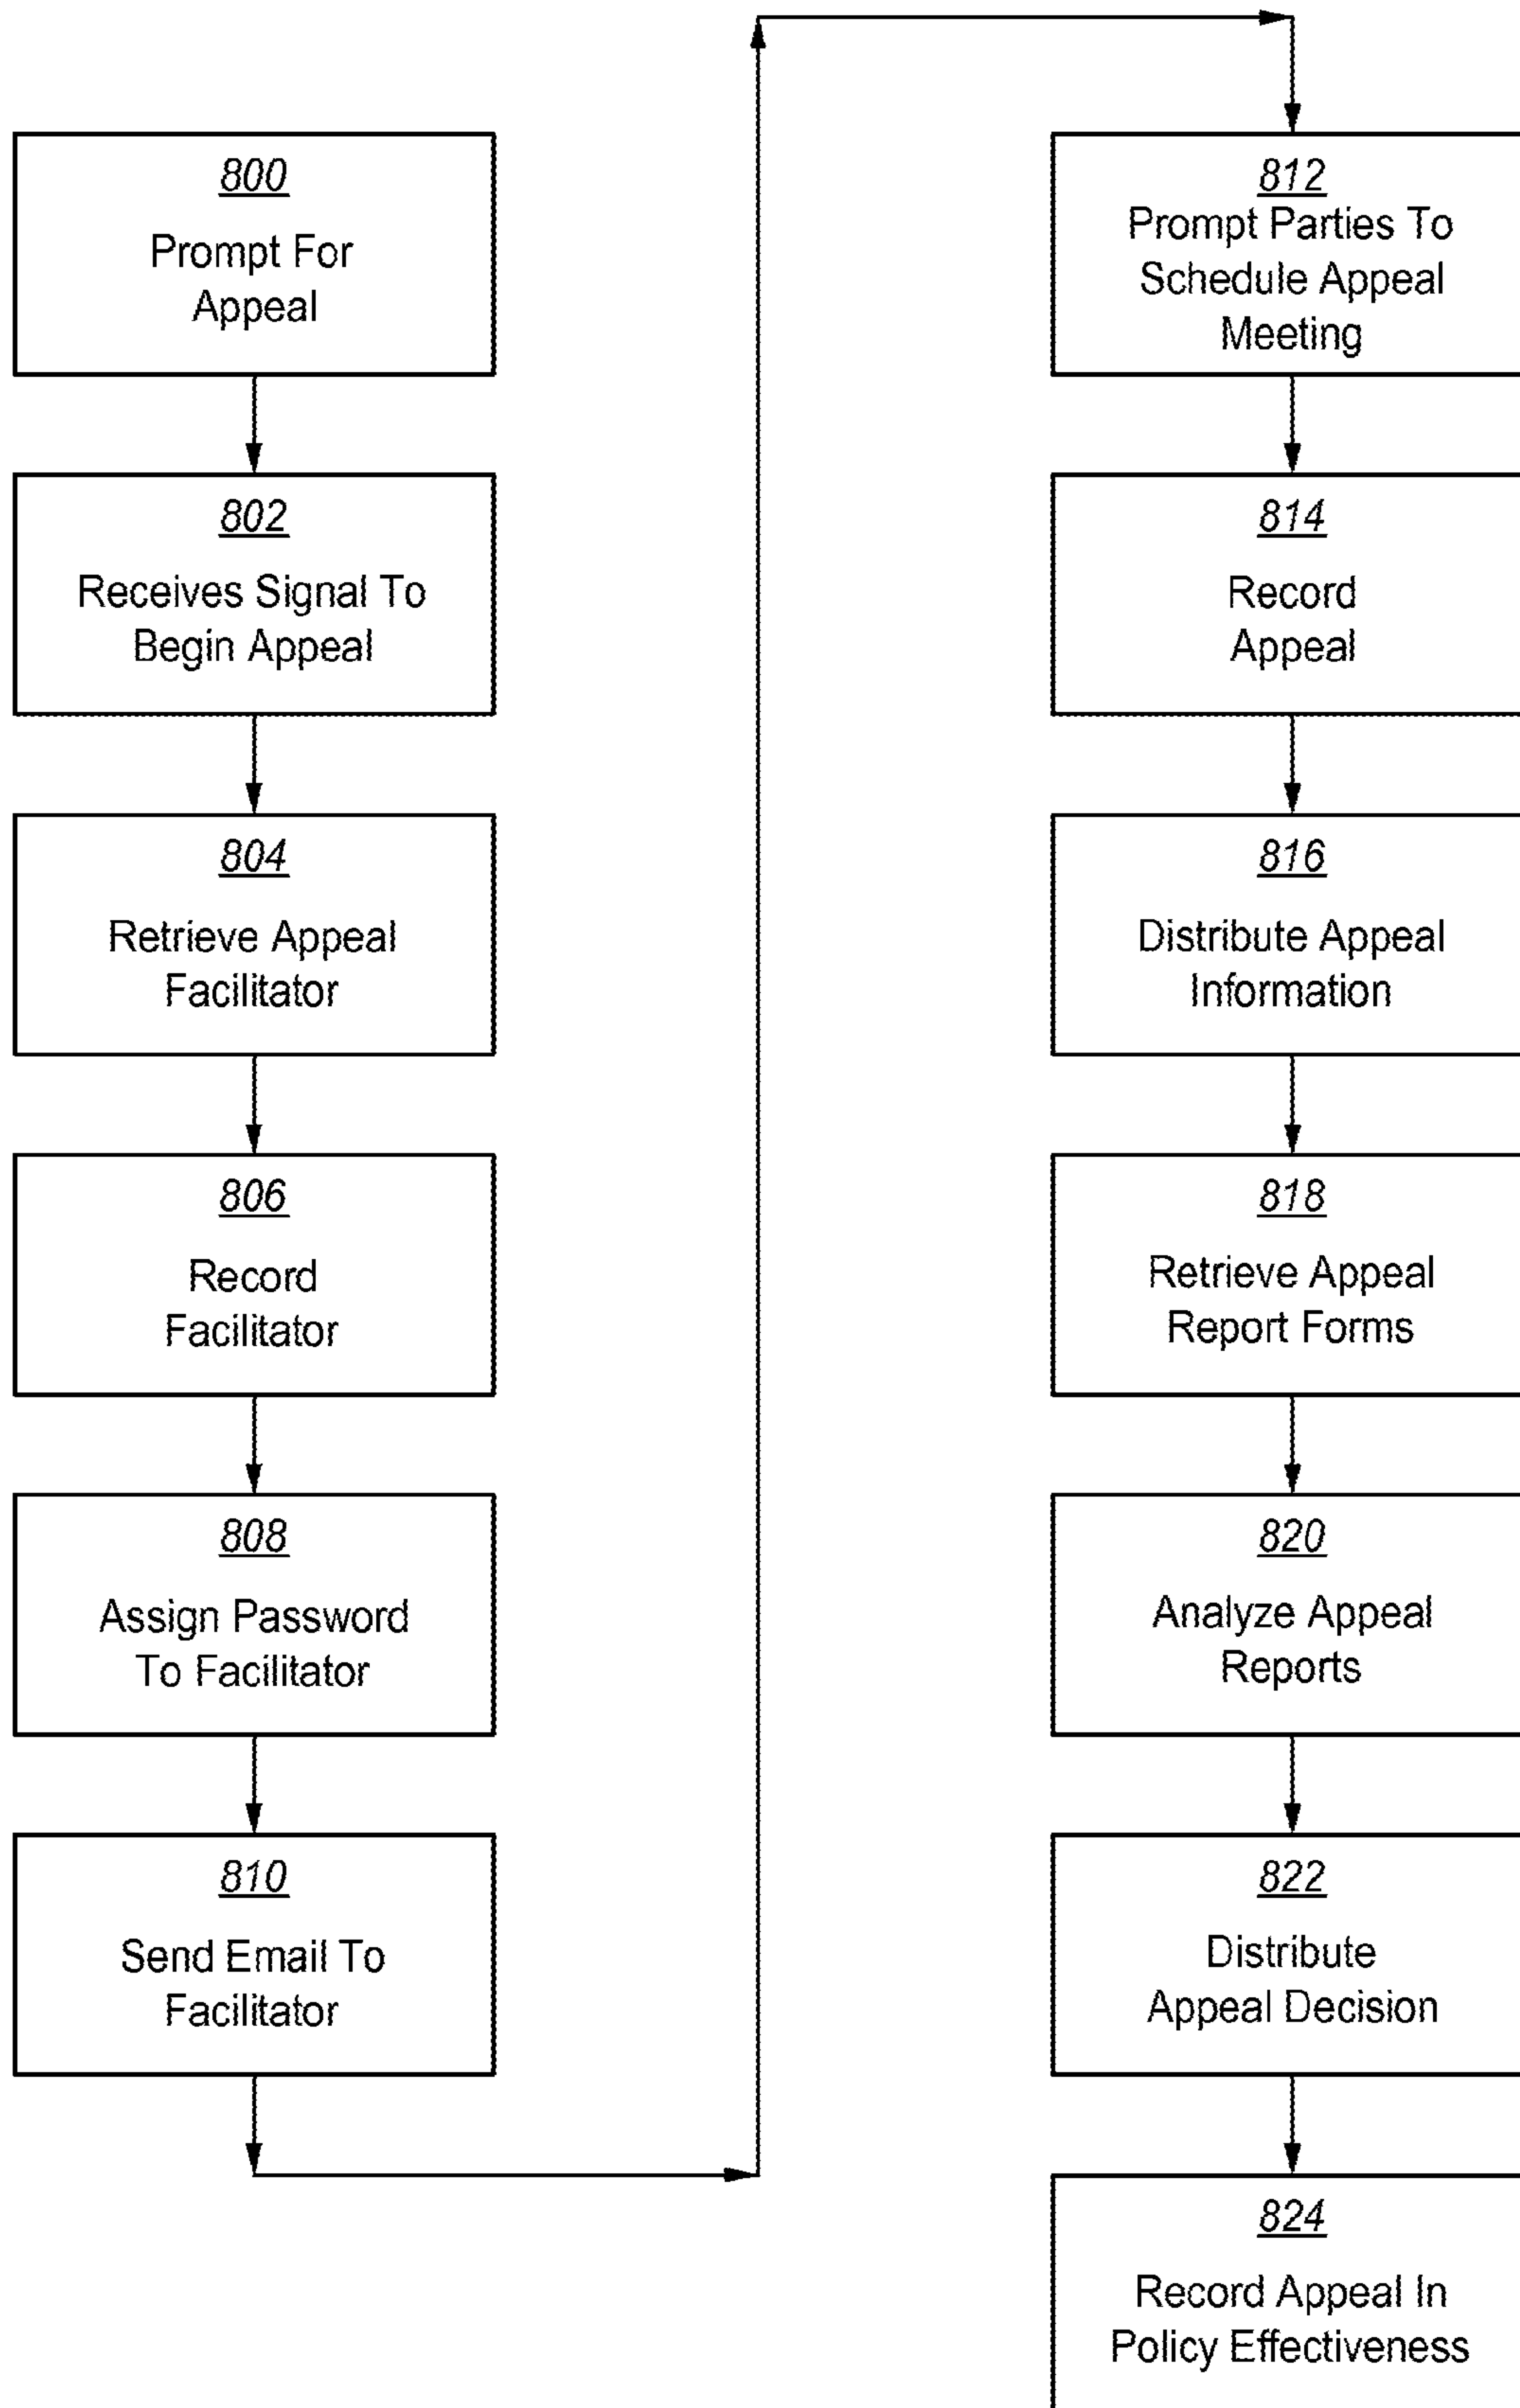 800
Prompt For
Appeal
802
Receives Signal To
Begin Appeal
804
Retrieve Appeal
Facilitator
806
Record
Facilitator
808
Assign Password
To Facilitator
810
Send Email To
Facilitator
812
Prompt Parties To
Schedule Appeal
Meeting
814
Record
Appeal
816
Distribute Appeal
Information
818
Retrieve Appeal
Report Forms
820
Analyze Appeal
Reports
822
Distribute
Appeal Decision
824
Record Appeal In
Policy Effectiveness